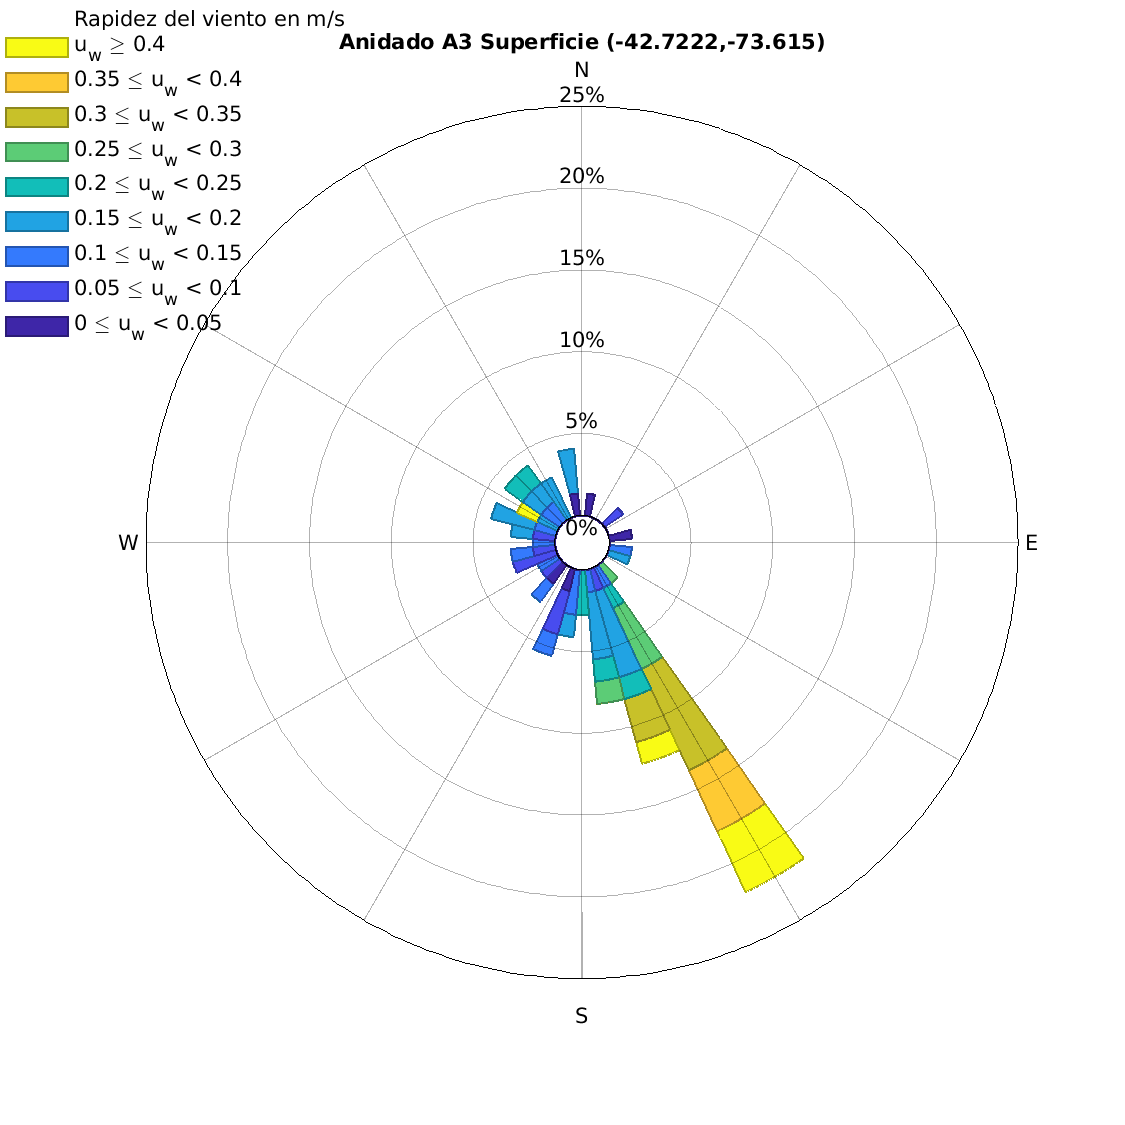 Rapidez del viento en m/s
u_w ≥ 0.4
0.35 ≤ u_w < 0.4
0.3 ≤ u_w < 0.35
0.25 ≤ u_w < 0.3
0.2 ≤ u_w < 0.25
0.15 ≤ u_w < 0.2
0.1 ≤ u_w < 0.15
0.05 ≤ u_w < 0.1
0 ≤ u_w < 0.05
Anidado A3 Superficie (-42.7222,-73.615)
N
25%
20%
15%
10%
5%
0%
W
E
S